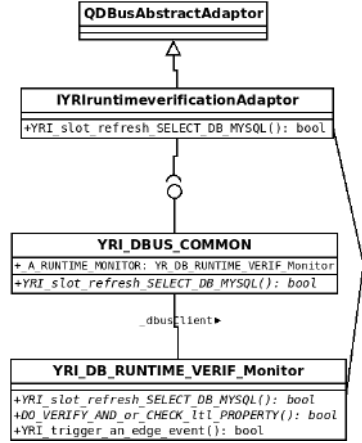 QDBusAbstractAdaptor
IYRIruntimeverificationAdaptor
+YRI_slot_refresh_SELECT_DB_MYSQL(): bool
YRI_DBUS_COMMON
+_A_RUNTIME_MONITOR: YR_DB_RUNTIME_VERIF_Monitor
+YRI_slot_refresh_SELECT_DB_MYSQL(): bool
_dbusClient
YRI_DB_RUNTIME_VERIF_Monitor
+YRI_slot_refresh_SELECT_DB_MYSQL(): bool
+DO_VERIFY_AND_or_CHECK_ltl_PROPERTY(): bool
+YRI_trigger_an_edge_event(): bool